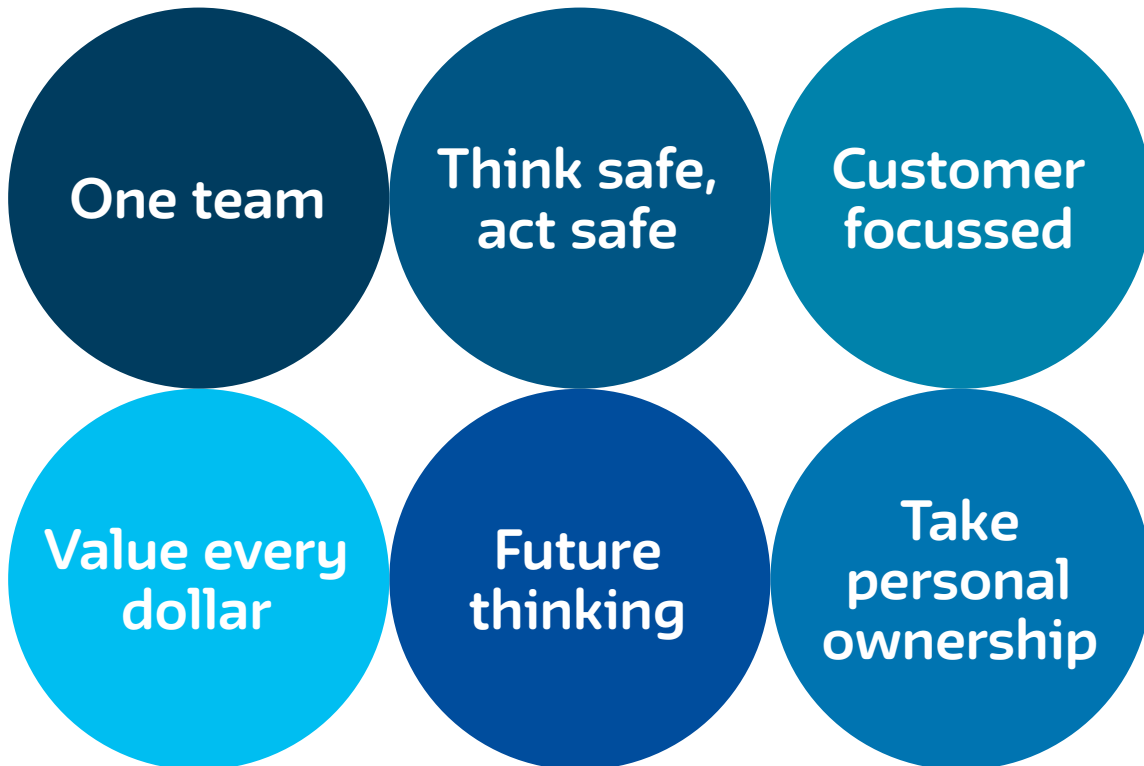 One team
Think safe,
act safe
Customer
focussed
Value every
dollar
Future
thinking
Take
personal
ownership